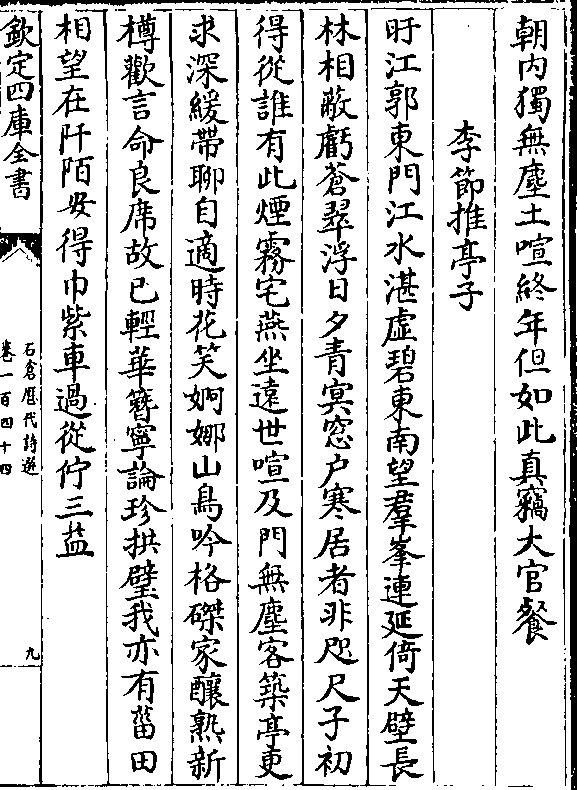 朝内獨無塵土喧終年但如此真竊大官餐
李節推亭子
盱江郭東門江水湛虚碧東南望羣峯連延倚天壁長
林相蔽虧蒼翠浮日夕青㝠窓户寒居者非咫尺子初
得從誰有此煙霧宅燕坐遠世喧及門無塵客築亭更
求深緩帶聊自適時花笑婀娜山鳥吟格磔家釀熟新
樽歡言命良席故已輕華簪寧論珍拱璧我亦有菑田
相望在阡陌安得巾紫車過從佇三益
欽定四庫全書
石倉歴代詩選
卷一百四十四
九